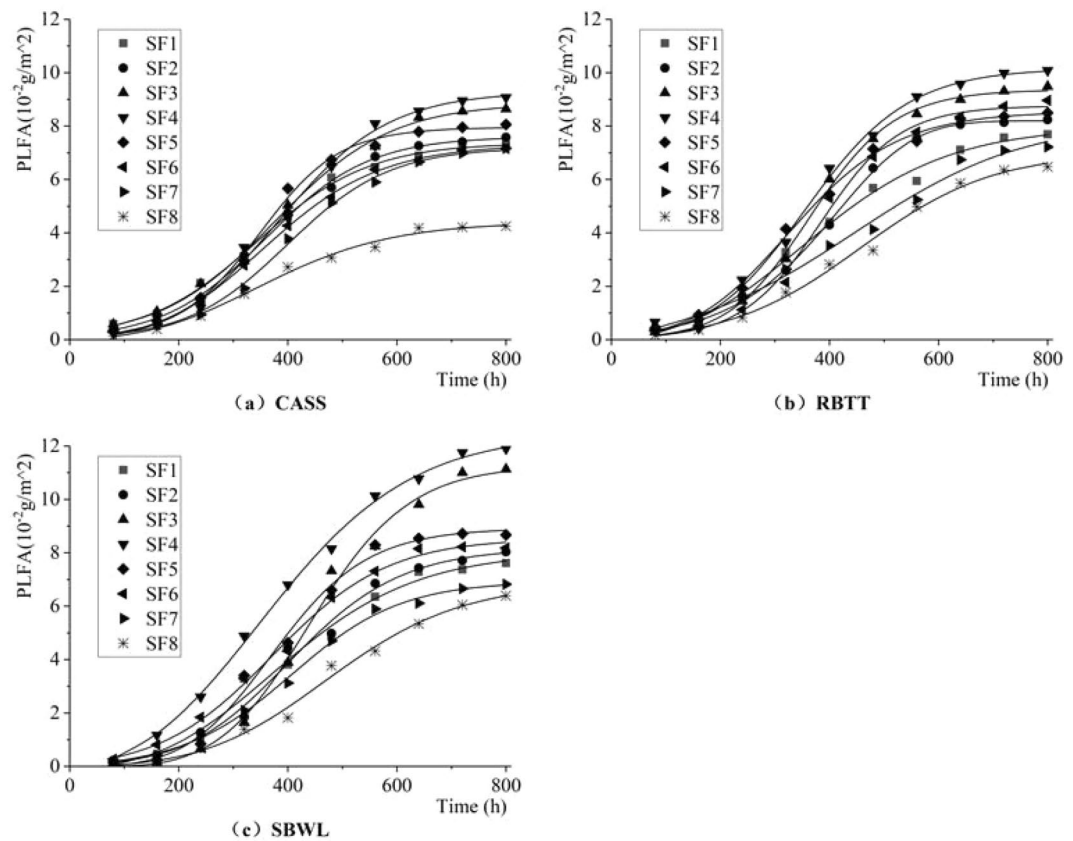 PLFA(10^-2g/m^2)
12
10
8
6
4
2
0
SF1
SF2
SF3
SF4
SF5
SF6
SF7
SF8
0 200 400 600 800
Time (h)
（a）CASS
PLFA(10^-2g/m^2)
12
10
8
6
4
2
0
SF1
SF2
SF3
SF4
SF5
SF6
SF7
SF8
0 200 400 600 800
Time (h)
（b）RBTT
PLFA(10^-2g/m^2)
12
10
8
6
4
2
0
SF1
SF2
SF3
SF4
SF5
SF6
SF7
SF8
0 200 400 600 800
Time (h)
（c）SBWL